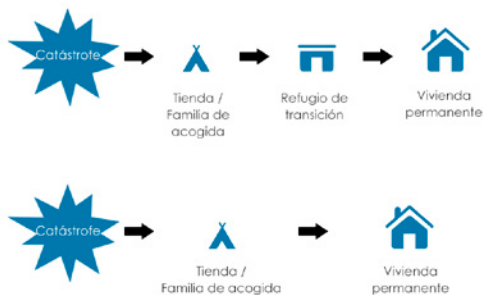 Catástrofe
Tienda /
Familia de
acogida
Refugio de
transición
Vivienda
permanente
Catástrofe
Tienda /
Familia de acogida
Vivienda
permanente